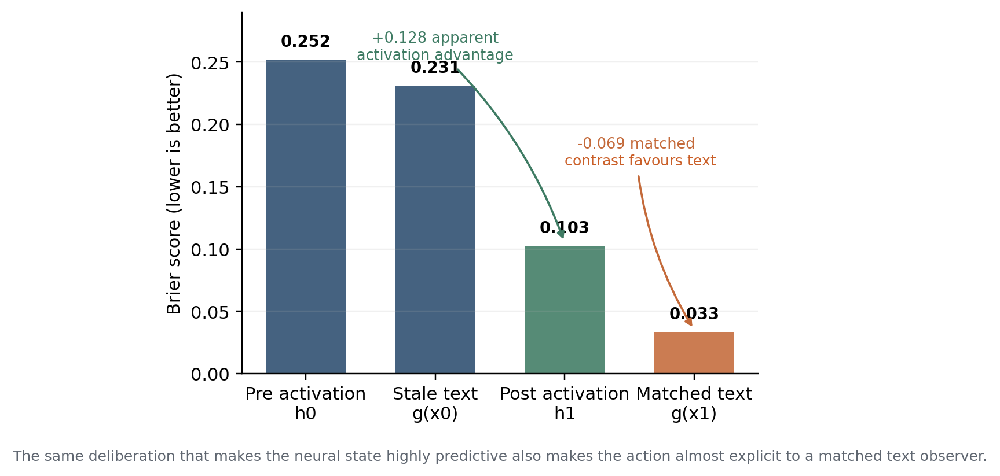 +0.128 apparent
activation advantage
0.252
0.231
-0.069 matched
contrast favours text
0.103
0.033
Brier score (lower is better)
0.25
0.20
0.15
0.10
0.05
0.00
Pre activation
h0
Stale text
g(x0)
Post activation
h1
Matched text
g(x1)
The same deliberation that makes the neural state highly predictive also makes the action almost explicit to a matched text observer.